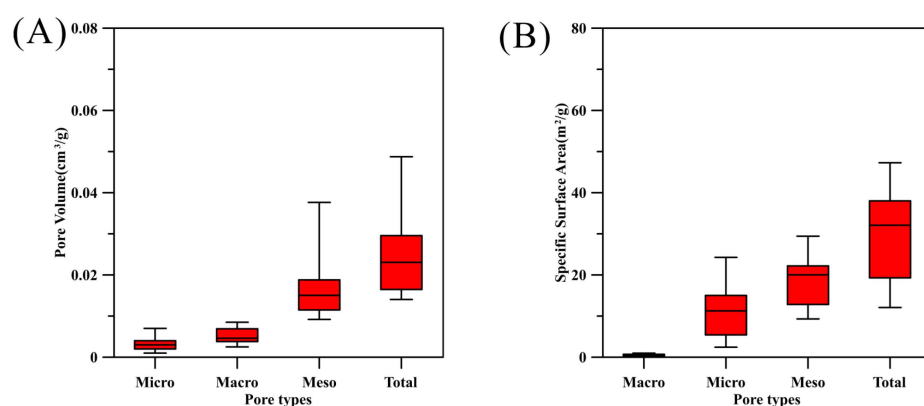 (A)
Pore Volume(cm³/g)
0.08
0.06
0.04
0.02
0
Micro Macro Meso Total
Pore types
(B)
Specific Surface Area(m²/g)
80
60
40
20
0
Macro Micro Meso Total
Pore types